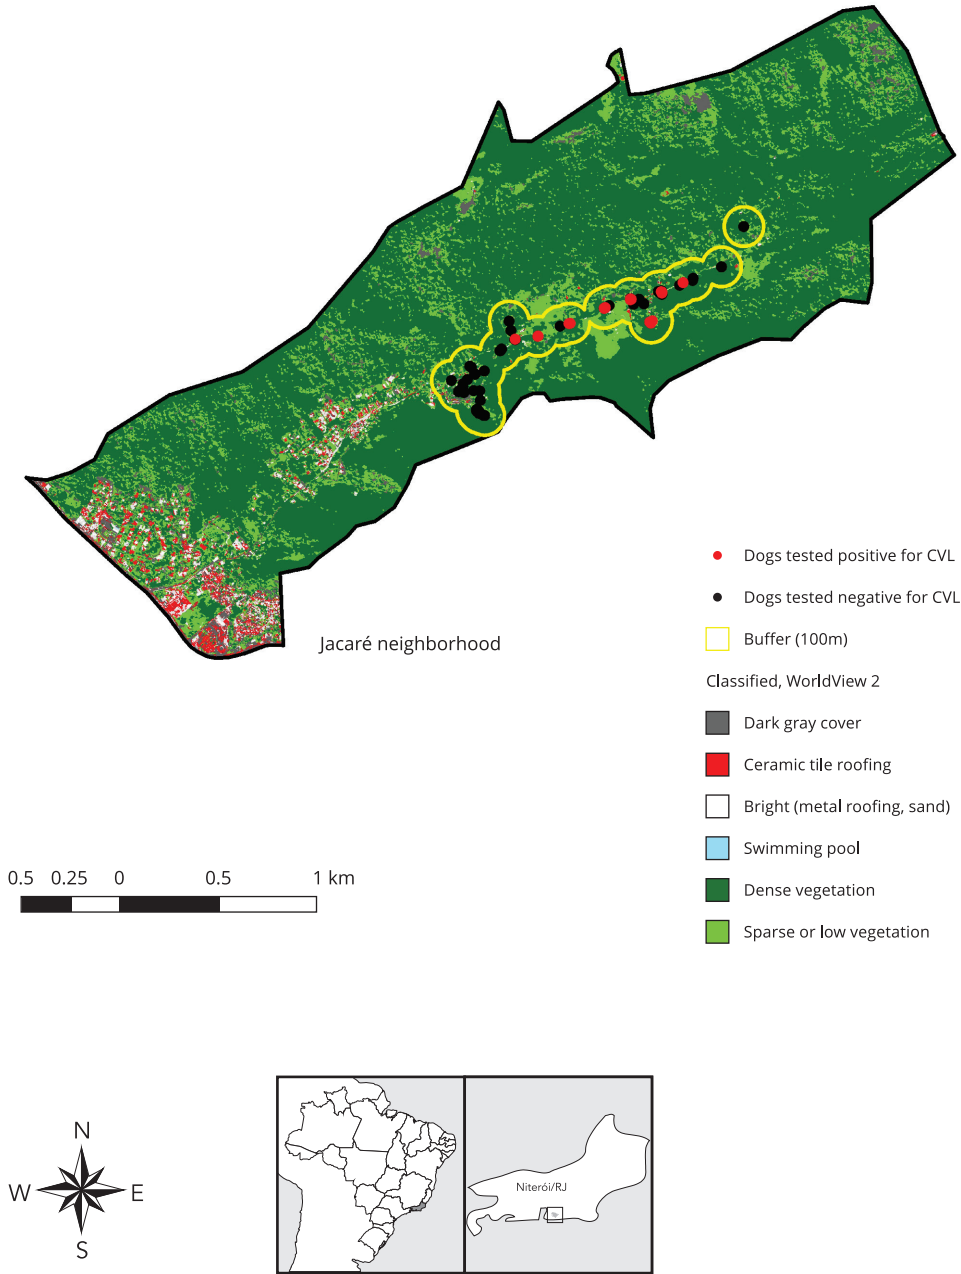 Dogs tested positive for CVL
Dogs tested negative for CVL
Buffer (100m)
Jacaré neighborhood
Classified, WorldView 2
Dark gray cover
Ceramic tile roofing
Bright (metal roofing, sand)
Swimming pool
Dense vegetation
Sparse or low vegetation
0.5 0.25 0 0.5 1 km
N
W E
S
Niterói/RJ